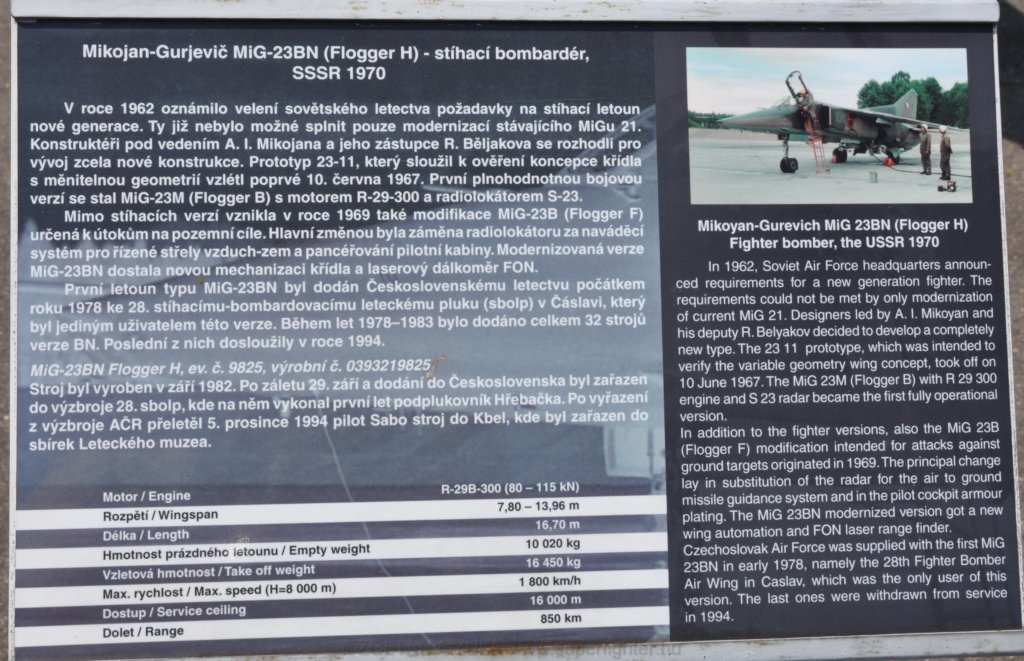 Mikojan-Gurjevič MiG-23BN (Flogger H) - stíhací bombardér,
SSSR 1970
V roce 1962 oznámilo velení sovětského letectva požadavky na stíhací letoun
nové generace. Ty již nebylo možné splnit pouze modernizací stávajícího MiGu 21.
Konstruktéři pod vedením A. I. Mikojana a jeho zástupce R. Běljakova se rozhodli pro
vývoj zcela nové konstrukce. Prototyp 23-11, který sloužil k ověření koncepce křídla
s měnitelnou geometrií vzlétl poprvé 10. června 1967. První plnohodnotnou bojovou
verzí se stal MiG-23M (Flogger B) s motorem R-29-300 a radiolokátorem S-23.
Mimo stíhacích verzí vznikla v roce 1969 také modifikace MiG-23B (Flogger F)
určená k útokům na pozemní cíle. Hlavní změnou byla záměna radiolokátoru za naváděcí
systém pro řízené střely vzduch-zem a pancéřování pilotní kabiny. Modernizovaná verze
MiG-23BN dostala novou mechanizaci křídla a laserový dálkoměr FON.
První letoun typu MiG-23BN byl dodán Československému letectvu počátkem
roku 1978 ke 28. stíhacímu-bombardovacímu leteckému pluku (sbolp) v Čáslavi, který
byl jediným uživatelem této verze. Během let 1978–1983 bylo dodáno celkem 32 strojů
verze BN. Poslední z nich dosloužily v roce 1994.
MiG-23BN Flogger H, ev. č. 9825, výrobní č. 0393219825
Stroj byl vyroben v září 1982. Po záletu 29. září a dodání do Československa byl zařazen
do výzbroje 28. sbolp, kde na něm vykonal první let podplukovník Hřebačka. Po vyřazení
z výzbroje AČR přeletěl 5. prosince 1994 pilot Sabo stroj do Kbel, kde byl zařazen do
sbírek Leteckého muzea.
Motor / Engine R-29B-300 (80 – 115 kN)
Rozpětí / Wingspan 7,80 – 13,96 m
Délka / Length 16,70 m
Hmotnost prázdného letounu / Empty weight 10 020 kg
Vzletová hmotnost / Take off weight 16 450 kg
Max. rychlost / Max. speed (H=8 000 m) 1 800 km/h
Dostup / Service ceiling 16 000 m
Dolet / Range 850 km
Mikoyan-Gurevich MiG 23BN (Flogger H)
Fighter bomber, the USSR 1970
In 1962, Soviet Air Force headquarters announ-
ced requirements for a new generation fighter. The
requirements could not be met by only modernization
of current MiG 21. Designers led by A. I. Mikoyan and
his deputy R. Belyakov decided to develop a completely
new type. The 23 11 prototype, which was intended to
verify the variable geometry wing concept, took off on
10 June 1967. The MiG 23M (Flogger B) with R 29 300
engine and S 23 radar became the first fully operational
version.
In addition to the fighter versions, also the MiG 23B
(Flogger F) modification intended for attacks against
ground targets originated in 1969. The principal change
lay in substitution of the radar for the air to ground
missile guidance system and in the pilot cockpit armour
plating. The MiG 23BN modernized version got a new
wing automation and FON laser range finder.
Czechoslovak Air Force was supplied with the first MiG
23BN in early 1978, namely the 28th Fighter Bomber
Air Wing in Caslav, which was the only user of this
version. The last ones were withdrawn from service
in 1994.